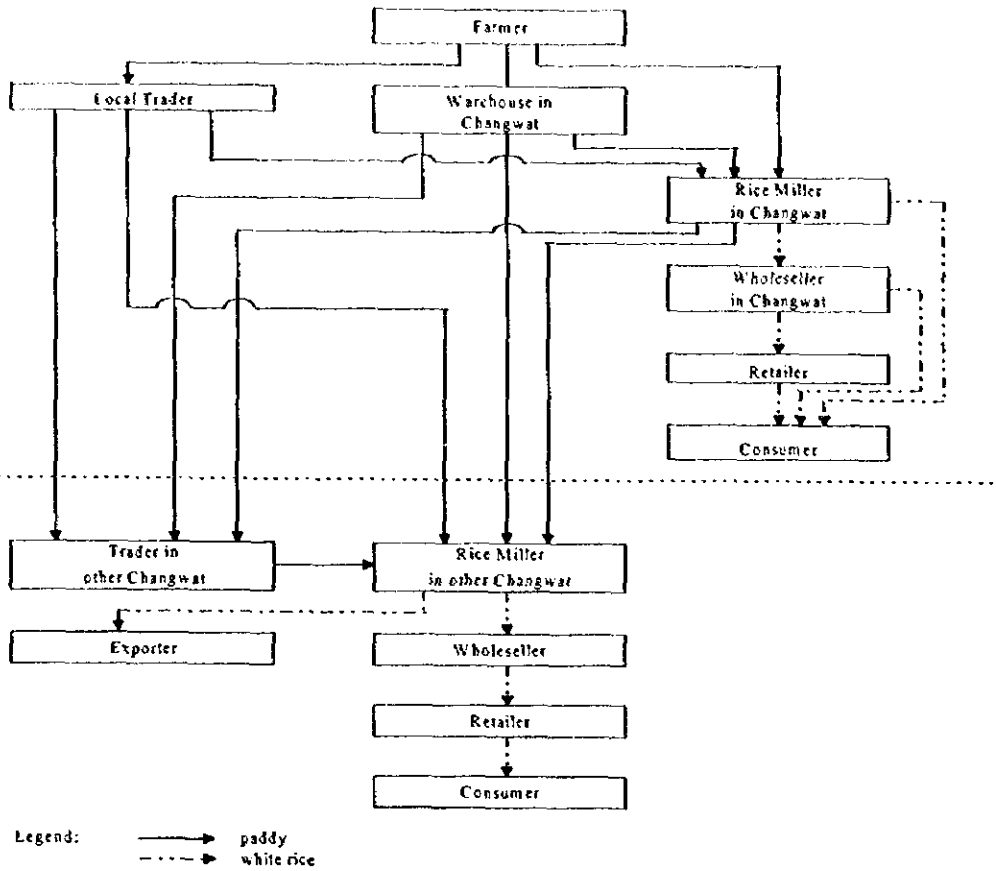 Farmer
Local Trader
Warehouse in
Changwat
Rice Miller
in Changwat
Wholeseller
in Changwat
Retailer
Consumer
Trader in
other Changwat
Rice Miller
in other Changwat
Exporter
Wholeseller
Retailer
Consumer
Legend:
paddy
white rice